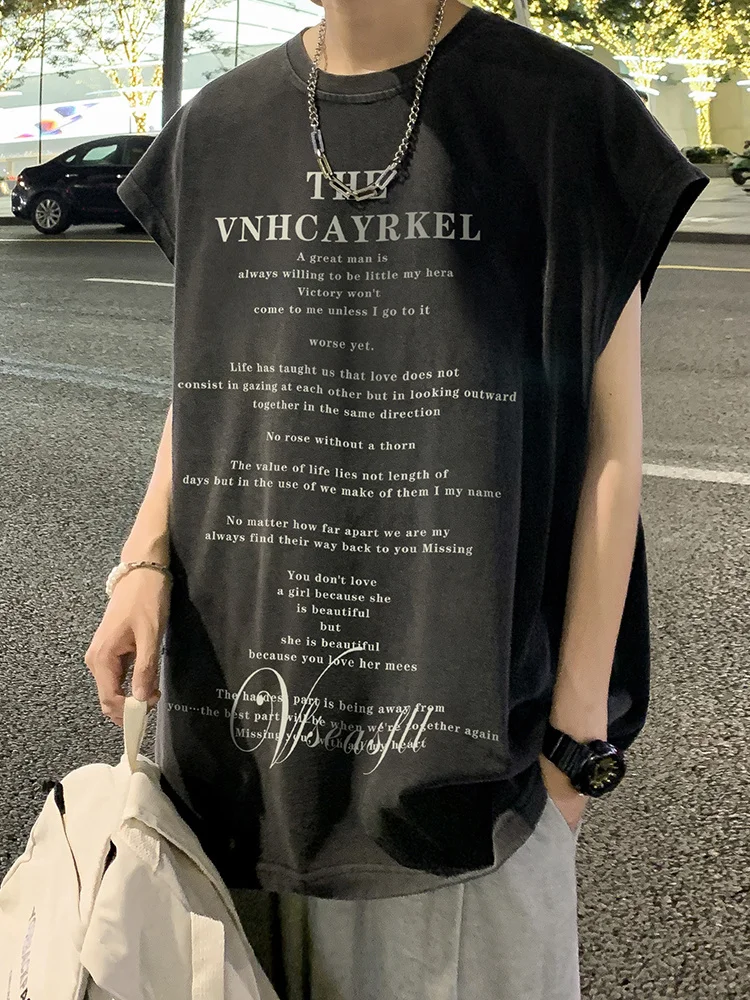 THE
VNHCAYRKEL
A great man is
always willing to be little my hera
Victory won't
come to me unless I go to it
worse yet.
Life has taught us that love does not
consist in gazing at each other but in looking outward
together in the same direction
No rose without a thorn
The value of life lies not length of
days but in the use of we make of them I my name
No matter how far apart we are my
always find their way back to you Missing
You don't love
a girl because she
is beautiful
but
she is beautiful
because you love her mees
The hardest part is being away from
you···the best part will be when we're together again
Missing you with all my heart